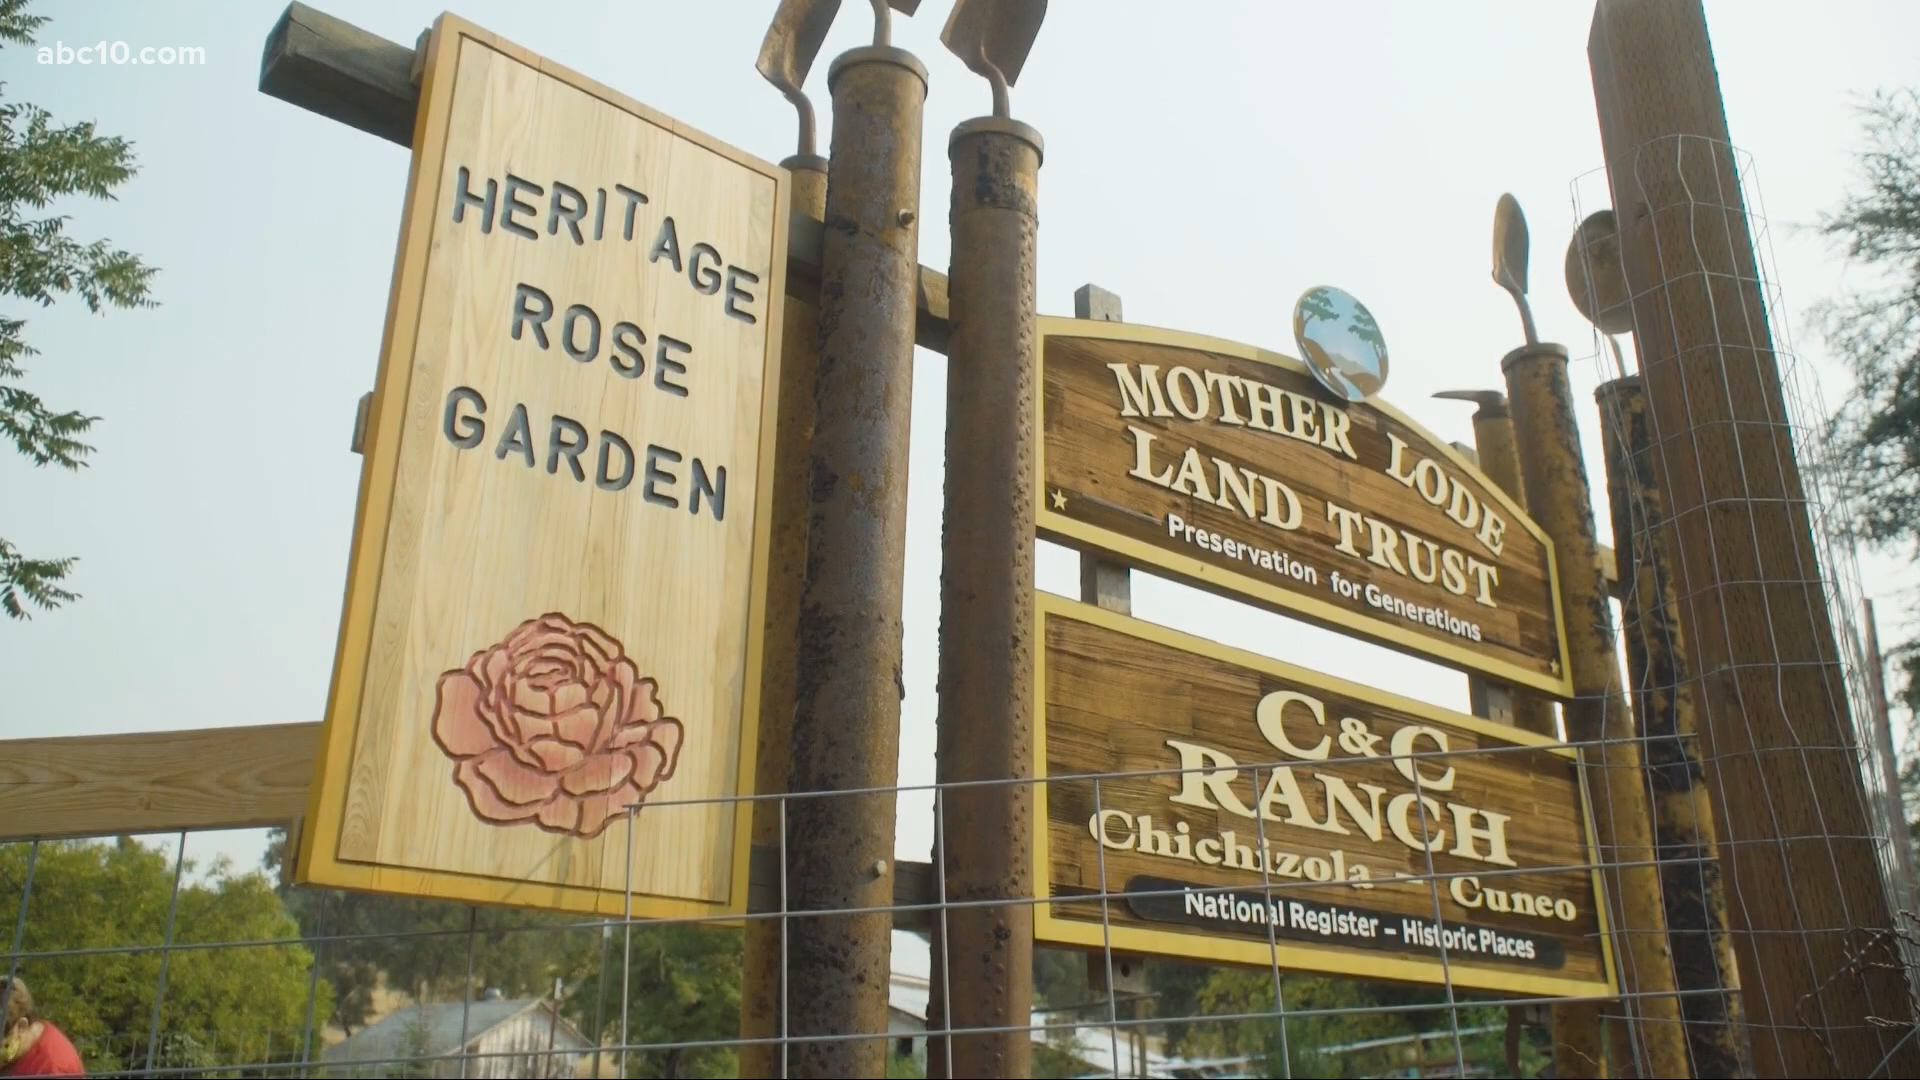 abc10.com
HERITAGE
ROSE
GARDEN
MOTHER LODE
LAND TRUST
Preservation for Generations
C&C
RANCH
Chichizola - Cuneo
National Register – Historic Places